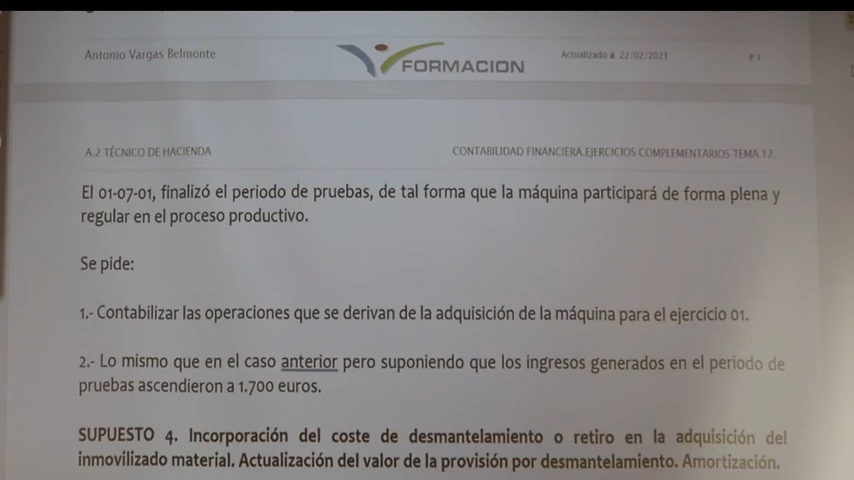 Antonio Vargas Belmonte
FORMACION
Actualizado a 22/02/2021
P 3
A.2 TÉCNICO DE HACIENDA
CONTABILIDAD FINANCIERA.EJERCICIOS COMPLEMENTARIOS TEMA 12.
El 01-07-01, finalizó el periodo de pruebas, de tal forma que la máquina participará de forma plena y
regular en el proceso productivo.
Se pide:
1.- Contabilizar las operaciones que se derivan de la adquisición de la máquina para el ejercicio 01.
2.- Lo mismo que en el caso anterior pero suponiendo que los ingresos generados en el periodo de
pruebas ascendieron a 1.700 euros.
SUPUESTO 4. Incorporación del coste de desmantelamiento o retiro en la adquisición del
inmovilizado material. Actualización del valor de la provisión por desmantelamiento. Amortización.